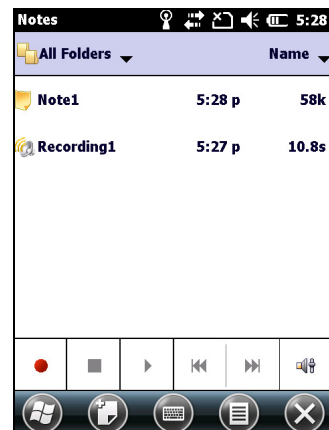 Notes 5:28
All Folders Name
Note1 5:28 p 58k
Recording1 5:27 p 10.8s